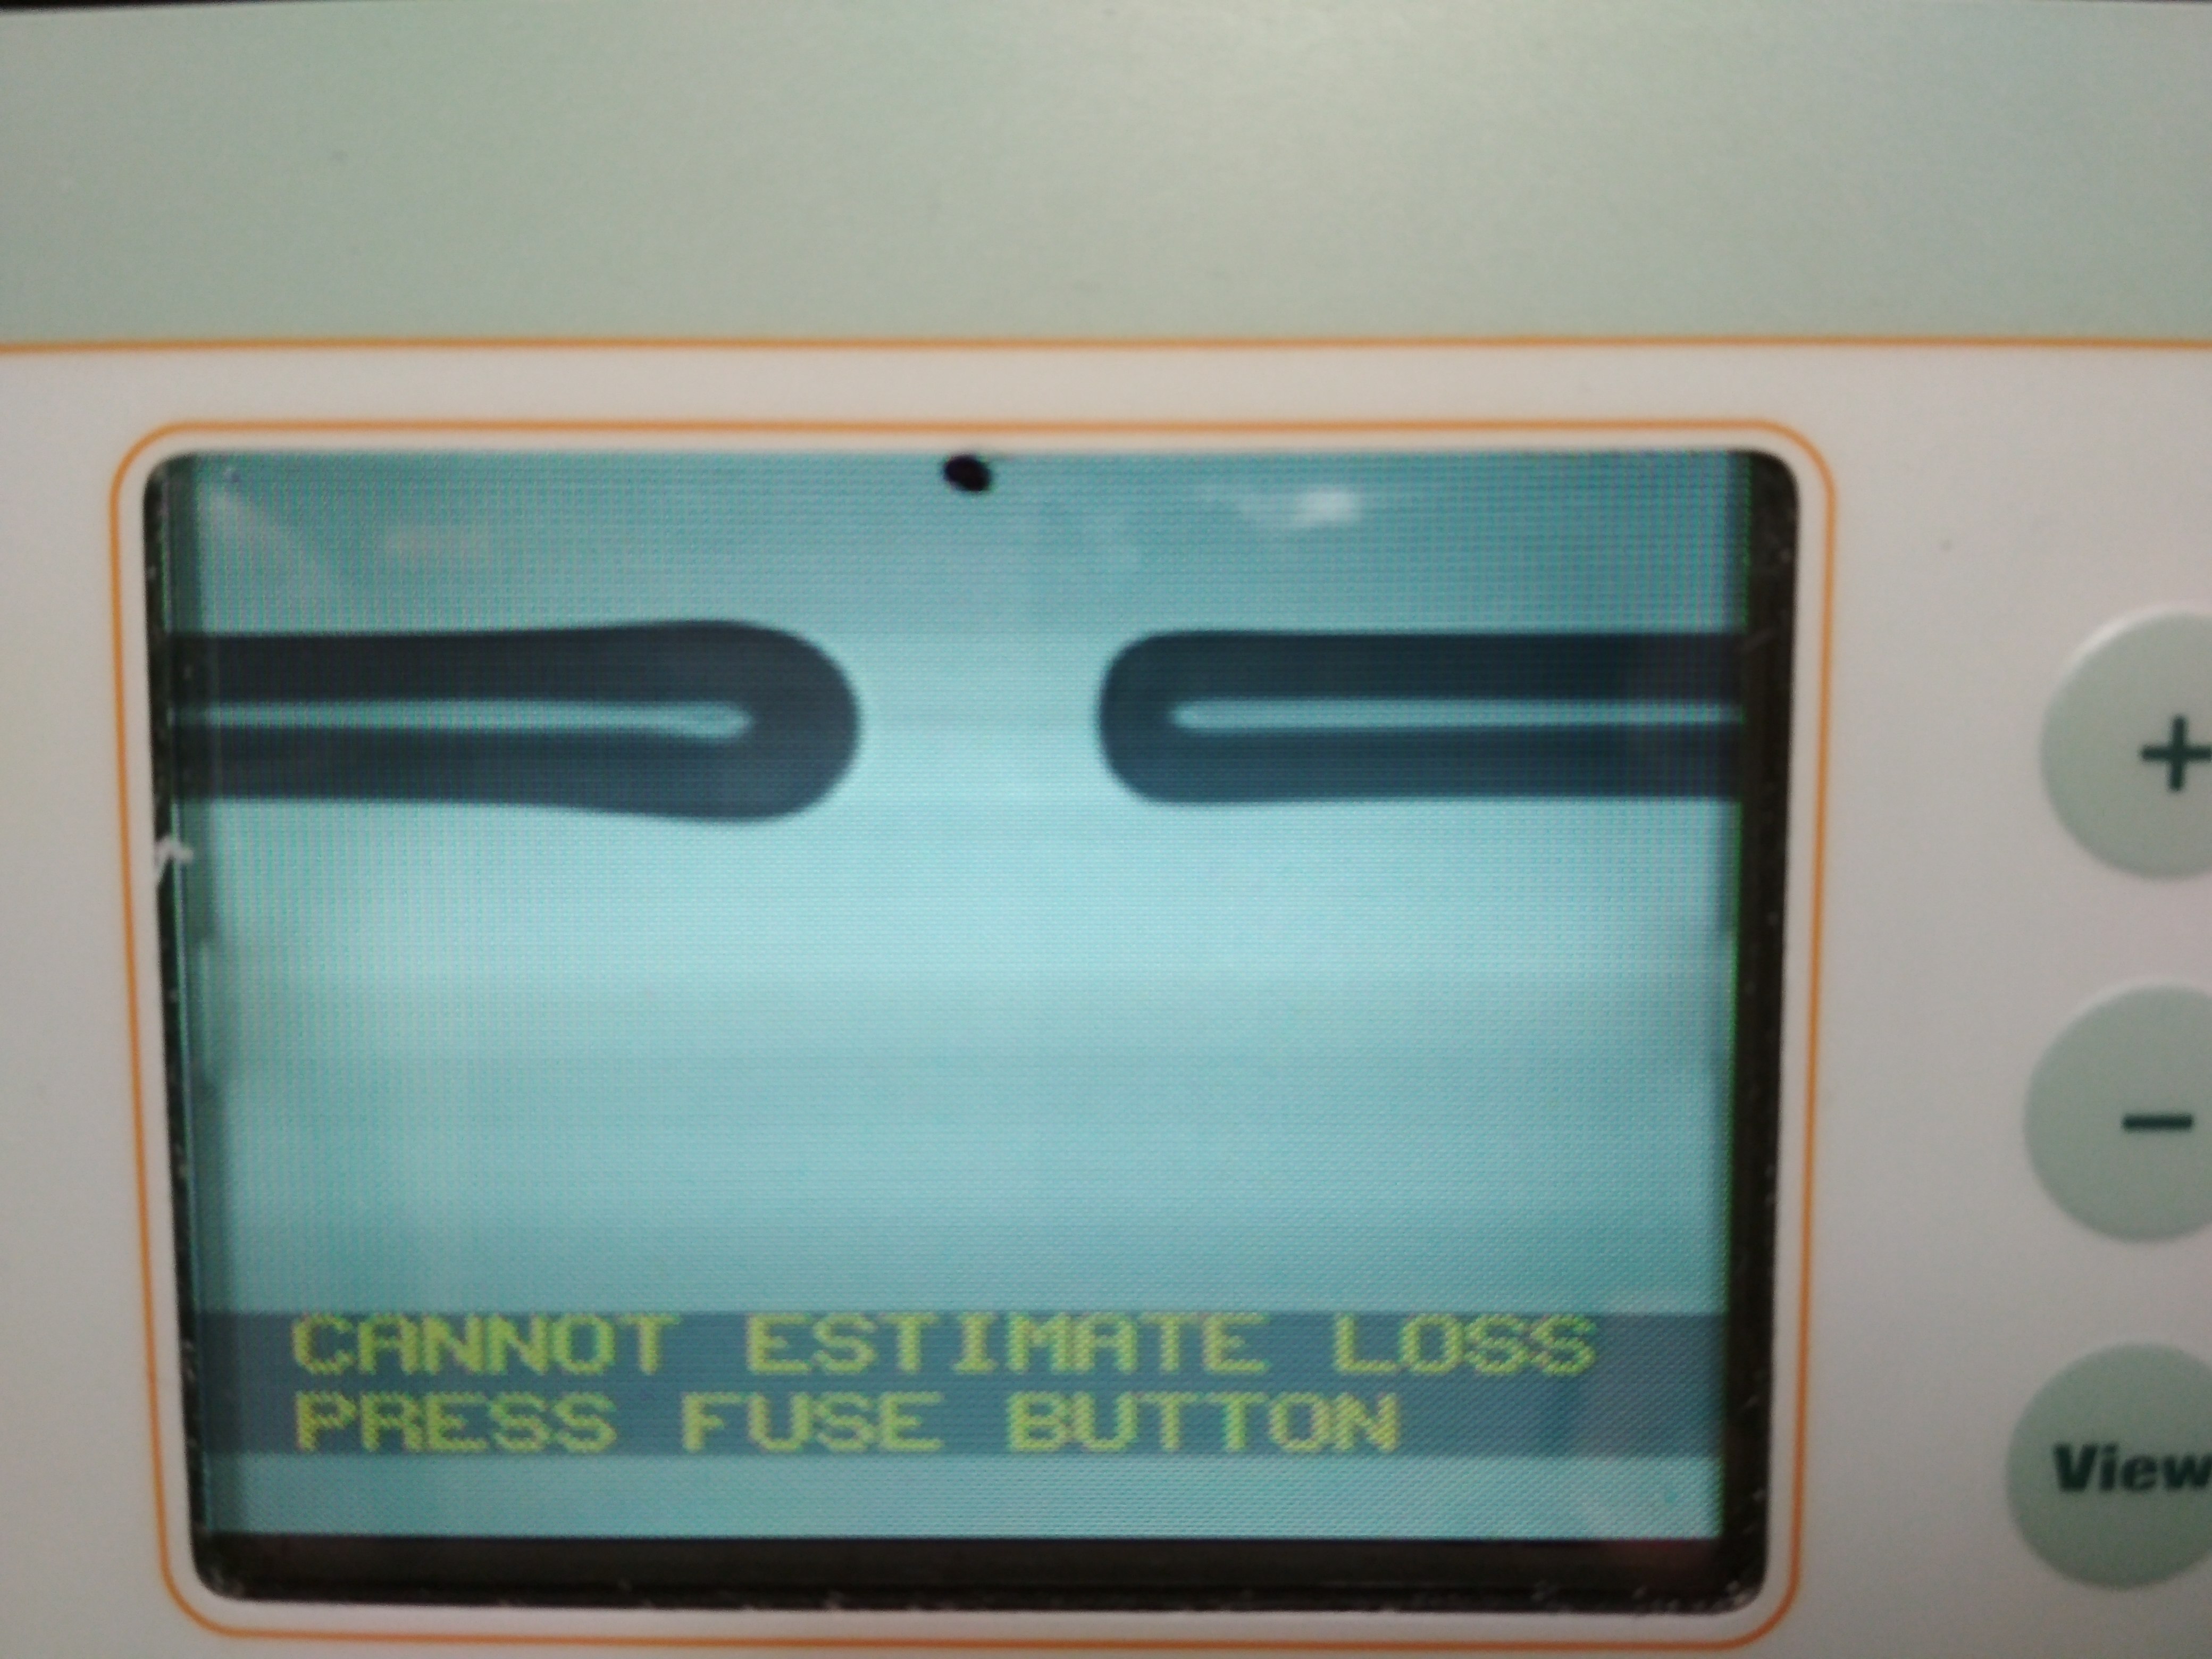 CANNOT ESTIMATE LOSS
PRESS FUSE BUTTON
+
−
View